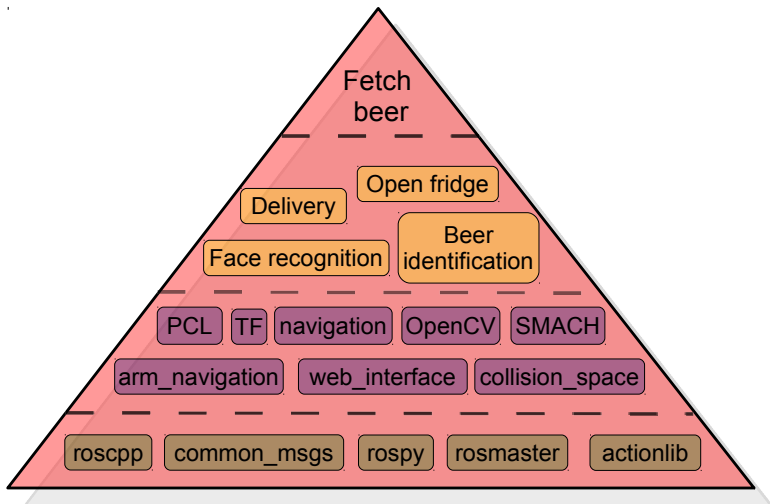 Fetch
beer
Open fridge
Delivery
Beer
identification
Face recognition
PCL TF navigation OpenCV SMACH
arm_navigation web_interface collision_space
roscpp common_msgs rospy rosmaster actionlib